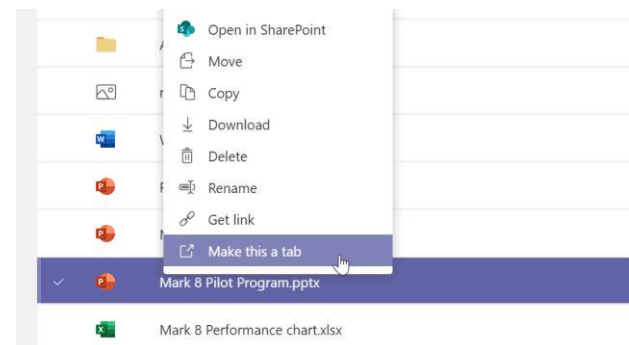 Open in SharePoint
Move
Copy
Download
Delete
Rename
Get link
Make this a tab
Mark 8 Pilot Program.pptx
Mark 8 Performance chart.xlsx